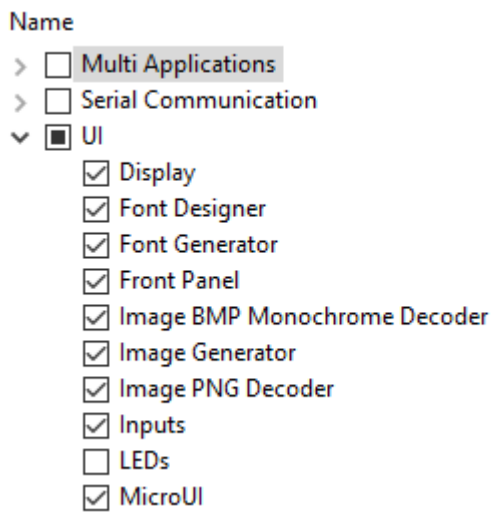 Name
Multi Applications
Serial Communication
UI
Display
Font Designer
Font Generator
Front Panel
Image BMP Monochrome Decoder
Image Generator
Image PNG Decoder
Inputs
LEDs
MicroUI